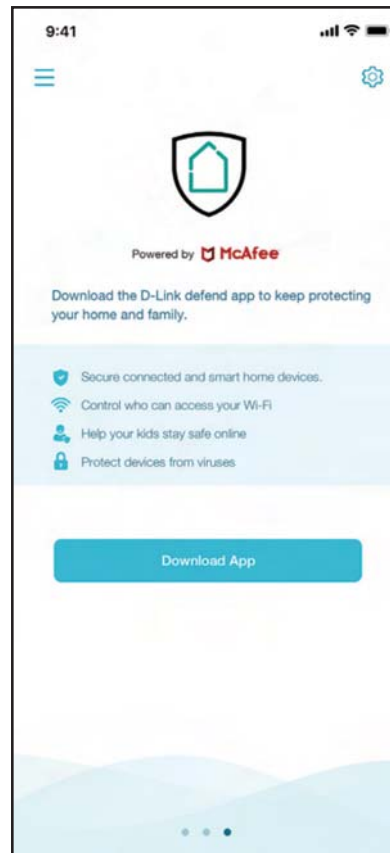 9:41
Powered by McAfee
Download the D-Link defend app to keep protecting
your home and family.
Secure connected and smart home devices.
Control who can access your Wi-Fi
Help your kids stay safe online
Protect devices from viruses
Download App